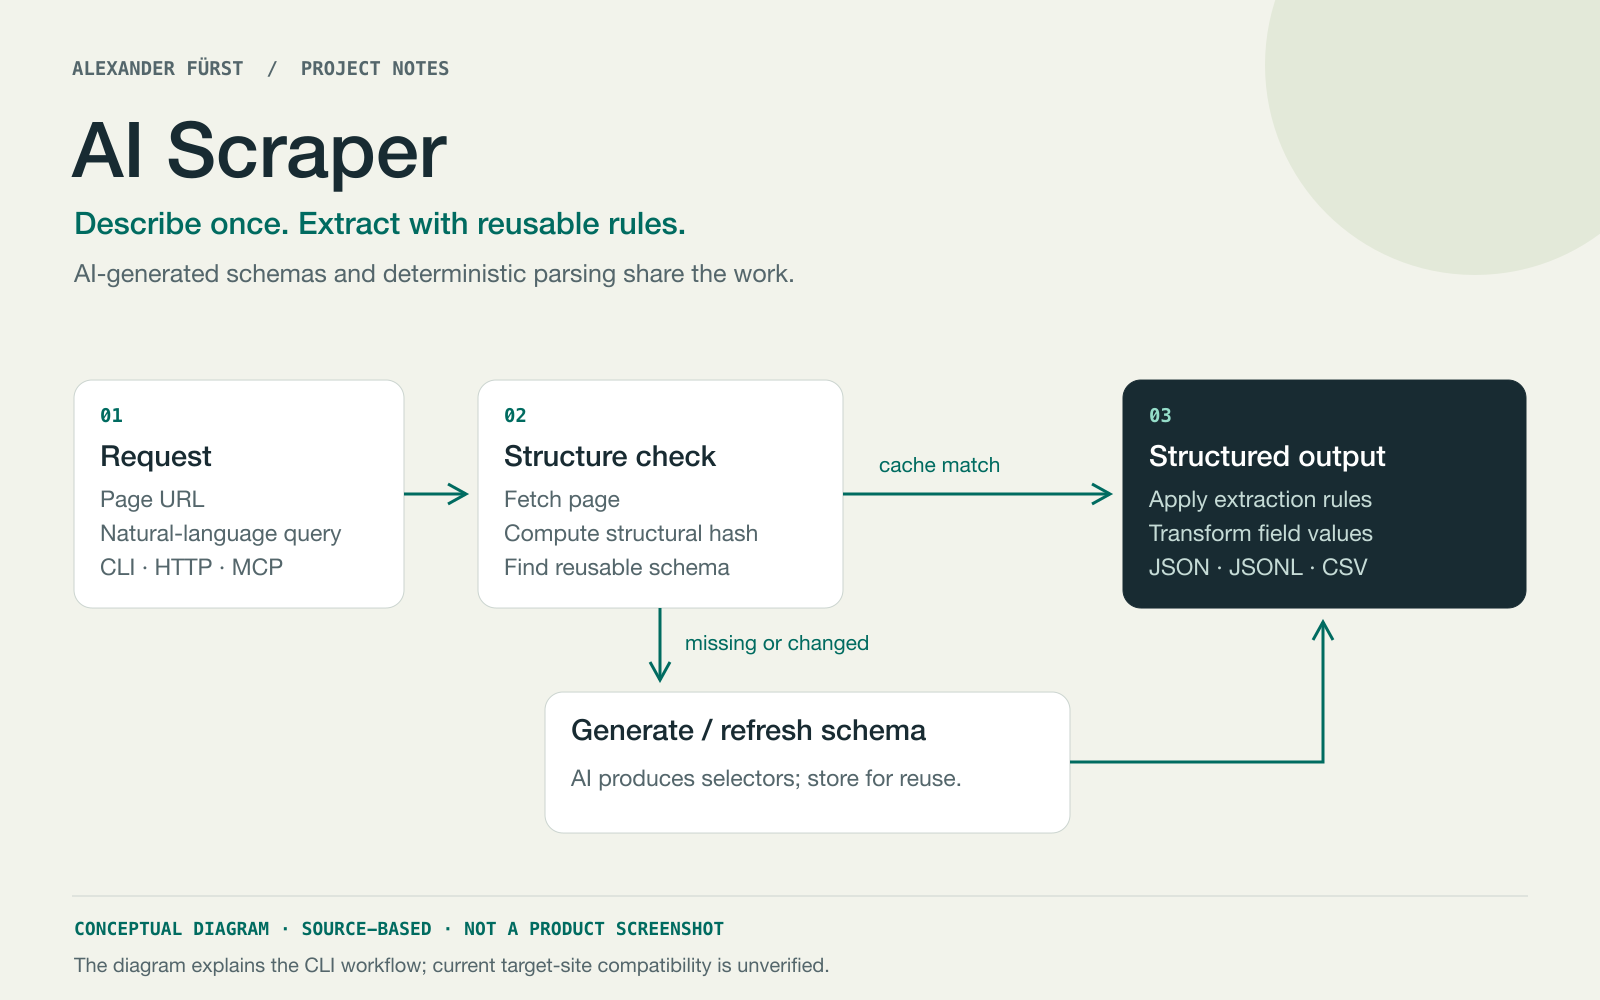 ALEXANDER FÜRST / PROJECT NOTES
AI Scraper
Describe once. Extract with reusable rules.
AI-generated schemas and deterministic parsing share the work.
01
Request
Page URL
Natural-language query
CLI · HTTP · MCP
02
Structure check
Fetch page
Compute structural hash
Find reusable schema
cache match
03
Structured output
Apply extraction rules
Transform field values
JSON · JSONL · CSV
missing or changed
Generate / refresh schema
AI produces selectors; store for reuse.
CONCEPTUAL DIAGRAM · SOURCE–BASED · NOT A PRODUCT SCREENSHOT
The diagram explains the CLI workflow; current target-site compatibility is unverified.